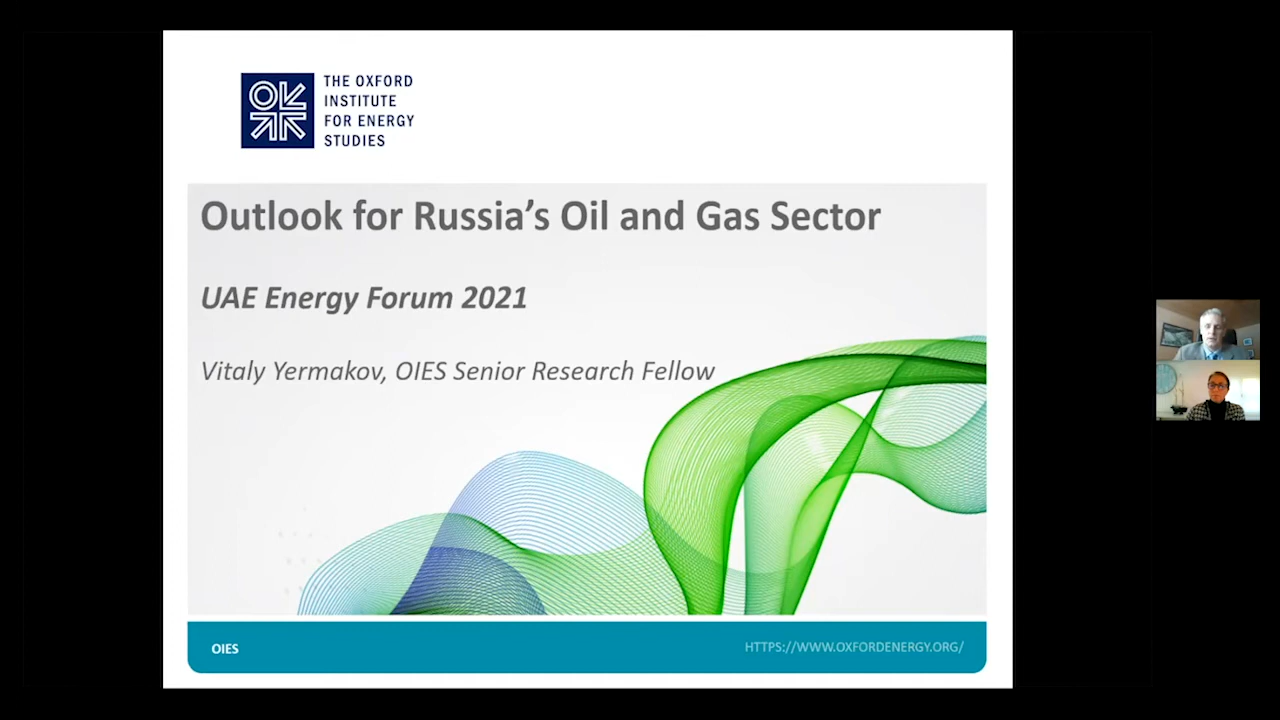 THE OXFORD
INSTITUTE
FOR ENERGY
STUDIES
Outlook for Russia's Oil and Gas Sector
UAE Energy Forum 2021
Vitaly Yermakov, OIES Senior Research Fellow
OIES
HTTPS://WWW.OXFORDENERGY.ORG/